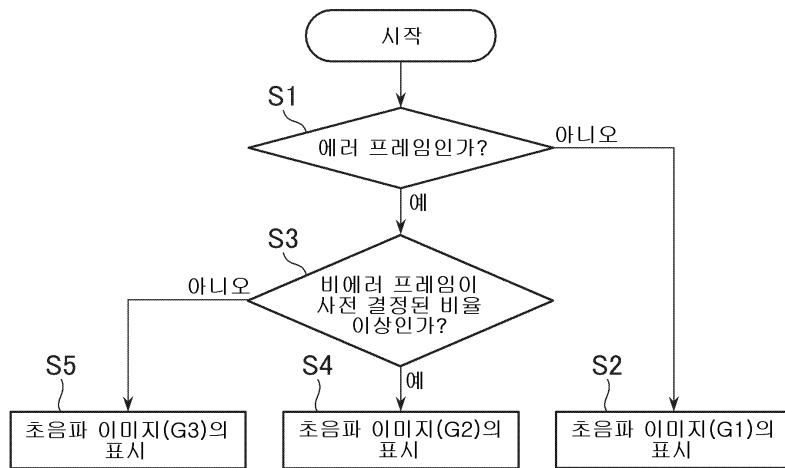 시작
S1
에러 프레임인가?
아니오
예
S3
비에러 프레임이
사전 결정된 비율
이상인가?
아니오
예
S5
초음파 이미지(G3)의
표시
S4
초음파 이미지(G2)의
표시
S2
초음파 이미지(G1)의
표시